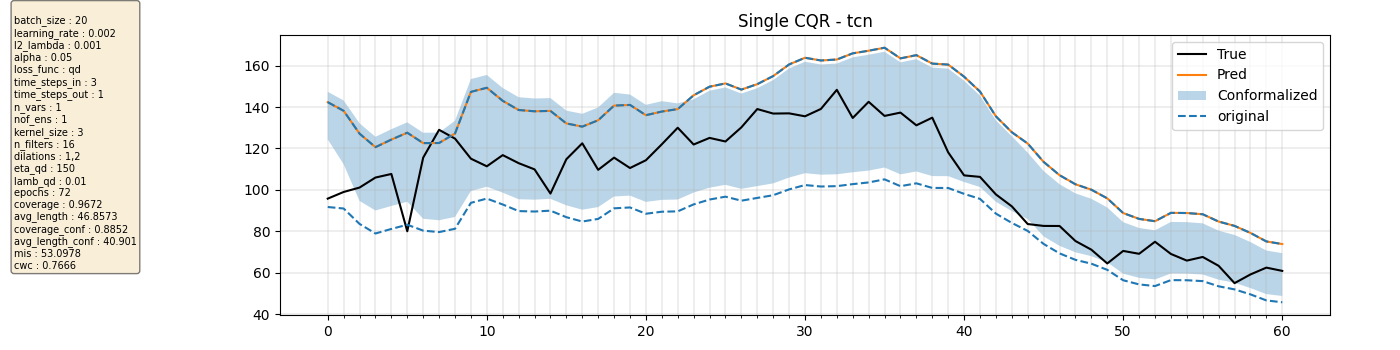 batch_size : 20
learning_rate : 0.002
l2_lambda : 0.001
alpha : 0.05
loss_func : qd
time_steps_in : 3
time_steps_out : 1
n_vars : 1
nof_ens : 1
kernel_size : 3
n_filters : 16
dilations : 1,2
eta_qd : 150
lamb_qd : 0.01
epochs : 72
coverage : 0.9672
avg_length : 46.8573
coverage_conf : 0.8852
avg_length_conf : 40.901
mis : 53.0978
cwc : 0.7666
Single CQR - tcn
True
Pred
Conformalized
original
160
140
120
100
80
60
40
0 10 20 30 40 50 60